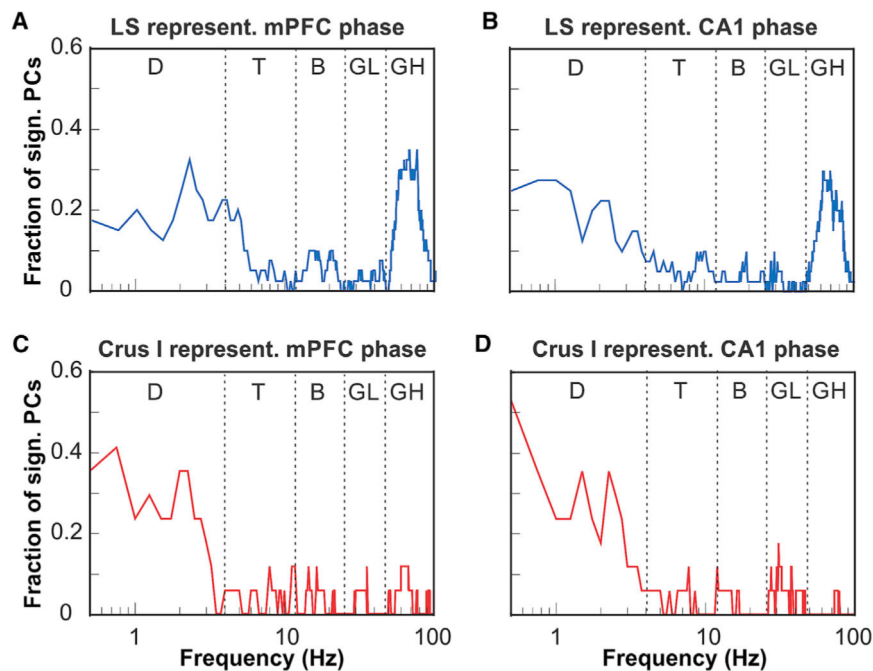 A
LS represent. mPFC phase
B
LS represent. CA1 phase
Fraction of sign. PCs
0.6
0.4
0.2
0
D T B GL GH
D T B GL GH
C
Crus I represent. mPFC phase
D
Crus I represent. CA1 phase
Fraction of sign. PCs
0.6
0.4
0.2
0
D T B GL GH
D T B GL GH
1 10 100
1 10 100
Frequency (Hz)
Frequency (Hz)